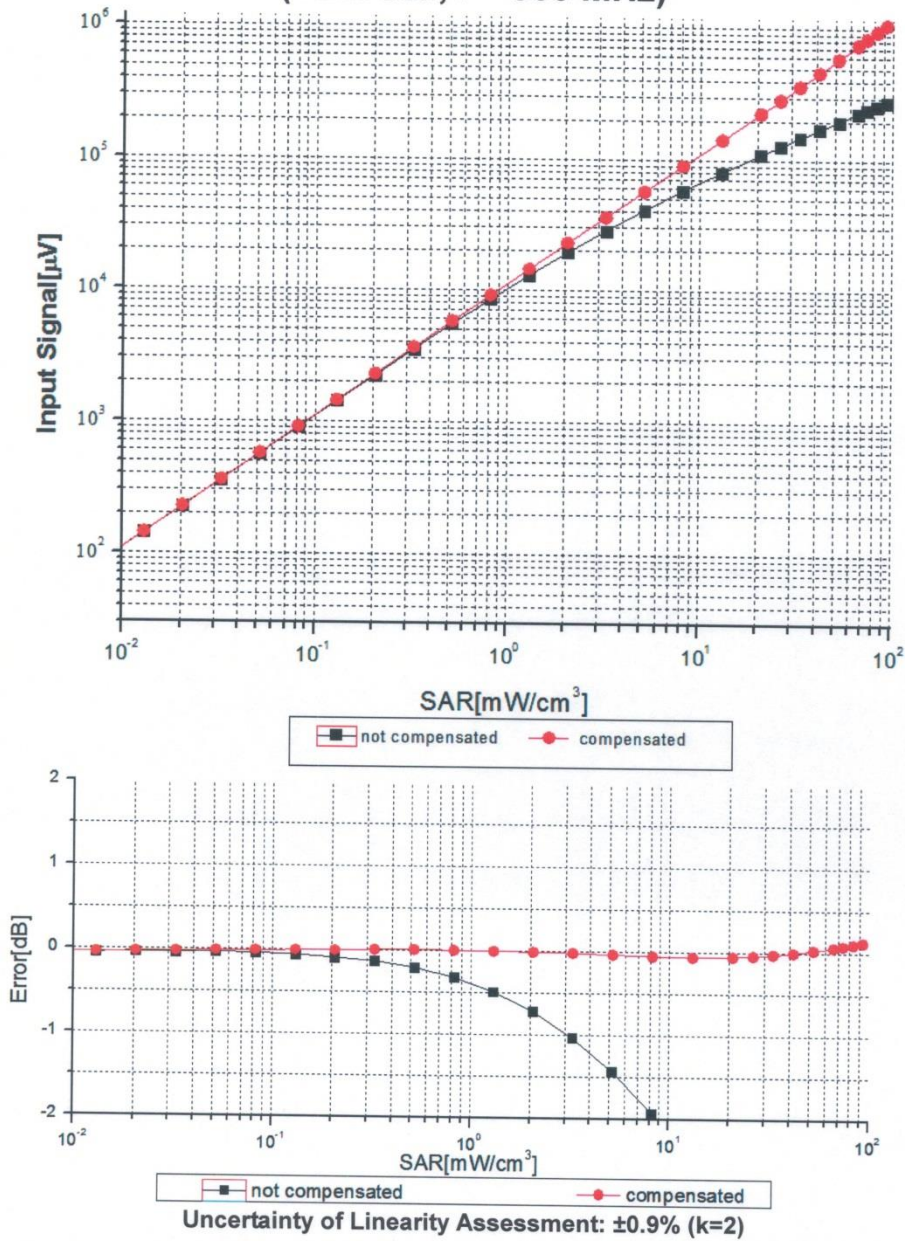 10⁶
10⁵
10⁴
10³
10²
Input Signal[µV]
10⁻² 10⁻¹ 10⁰ 10¹ 10²
SAR[mW/cm³]
not compensated compensated
2
1
0
-1
-2
Error[dB]
10⁻² 10⁻¹ 10⁰ 10¹ 10²
SAR[mW/cm³]
not compensated compensated
Uncertainty of Linearity Assessment: ±0.9% (k=2)